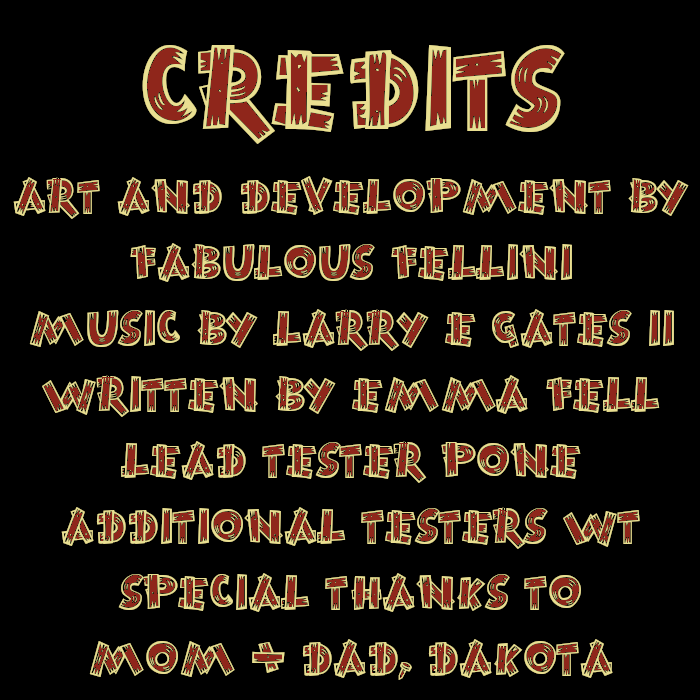 CREDITS
ART AND DEVELOPMENT BY
FABULOUS FELLINI
MUSIC BY LARRY E GATES II
WRITTEN BY EMMA FELL
LEAD TESTER PONE
ADDITIONAL TESTERS WT
SPECIAL THANKS TO
MOM + DAD, DAKOTA